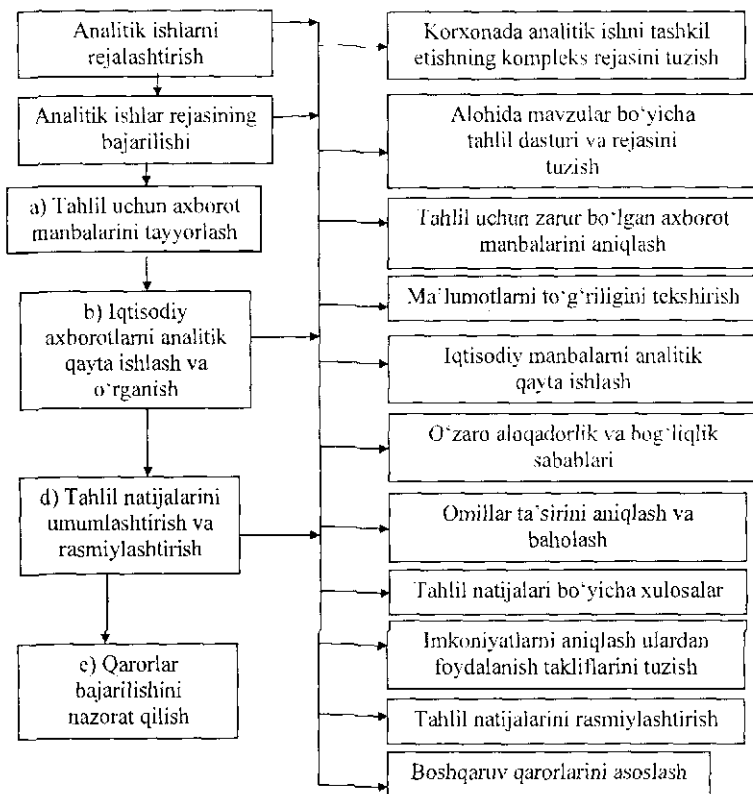 Analitik ishlarni
rejalashtirish
Analitik ishlar rejasining
bajarilishi
a) Tahlil uchun axborot
manbalarini tayyorlash
b) Iqtisodiy
axborotlarni analitik
qayta ishlash va
o‘rganish
d) Tahlil natijalarini
umumlashtirish va
rasmiylashtirish
e) Qarorlar
bajarilishini
nazorat qilish
Korxonada analitik ishni tashkil
etishning kompleks rejasini tuzish
Alohida mavzular bo‘yicha
tahlil dasturi va rejasini
tuzish
Tahlil uchun zarur bo‘lgan axborot
manbalarini aniqlash
Ma’lumotlarni to‘g‘riligini tekshirish
Iqtisodiy manbalarni analitik
qayta ishlash
O‘zaro aloqadorlik va bog‘liqlik
sabablari
Omillar ta’sirini aniqlash va
baholash
Tahlil natijalari bo‘yicha xulosalar
Imkoniyatlarni aniqlash ulardan
foydalanish takliflarini tuzish
Tahlil natijalarini rasmiylashtirish
Boshqaruv qarorlarini asoslash